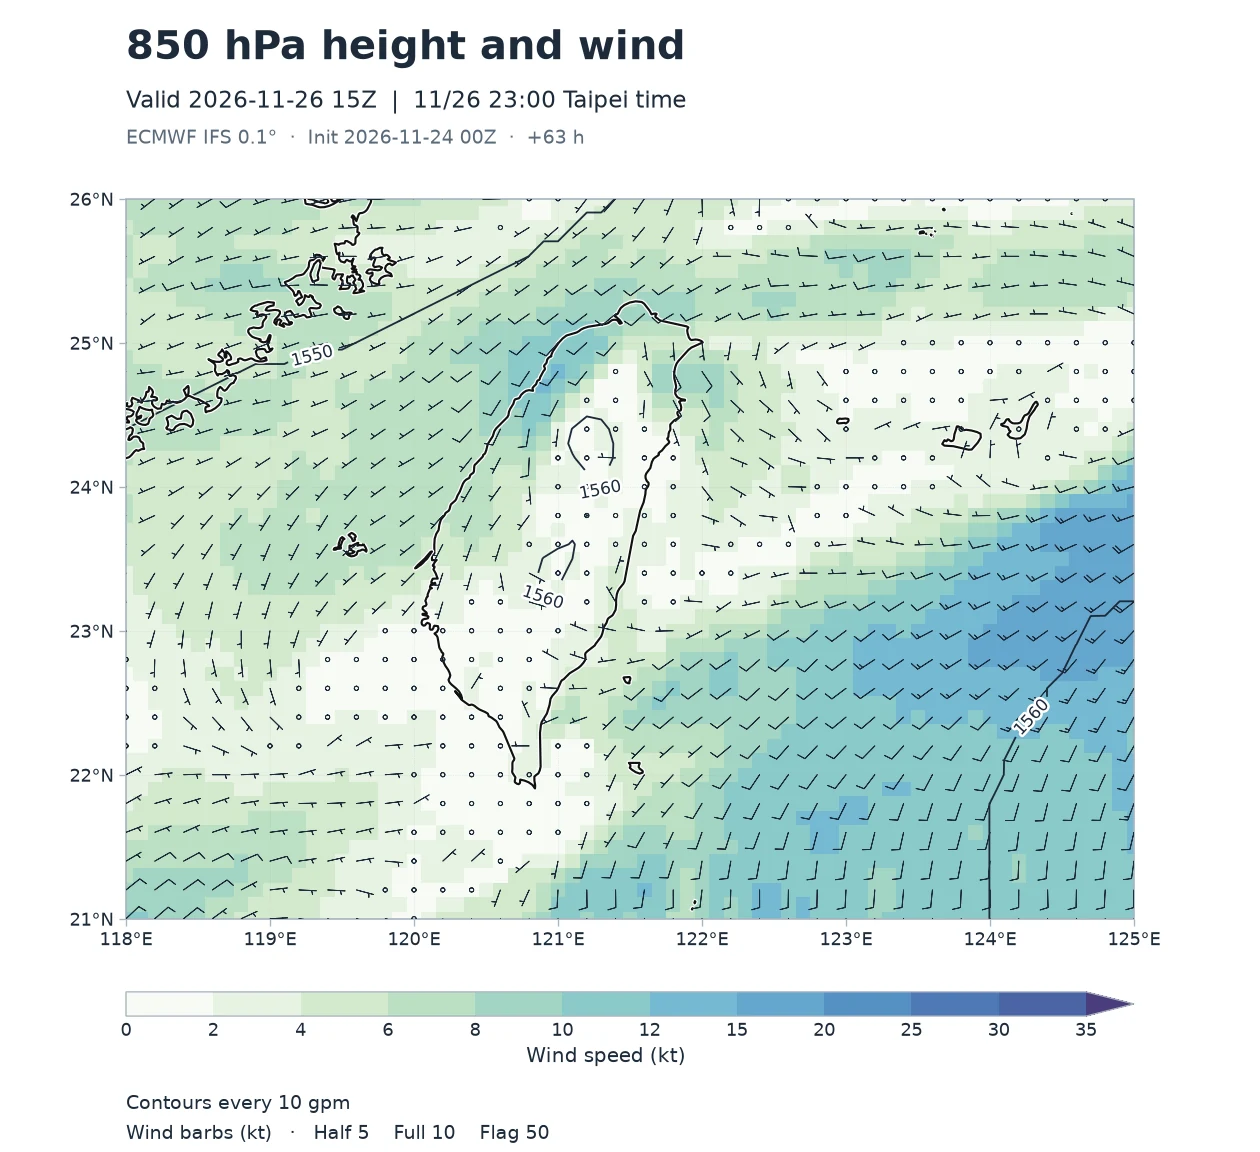 850 hPa height and wind
Valid 2026-11-26 15Z | 11/26 23:00 Taipei time
ECMWF IFS 0.1° · Init 2026-11-24 00Z · +63 h
26°N
25°N
1550
24°N
1560
1560
23°N
1560
22°N
21°N
118°E 119°E 120°E 121°E 122°E 123°E 124°E 125°E
0 2 4 6 8 10 12 15 20 25 30 35
Wind speed (kt)
Contours every 10 gpm
Wind barbs (kt) · Half 5 Full 10 Flag 50